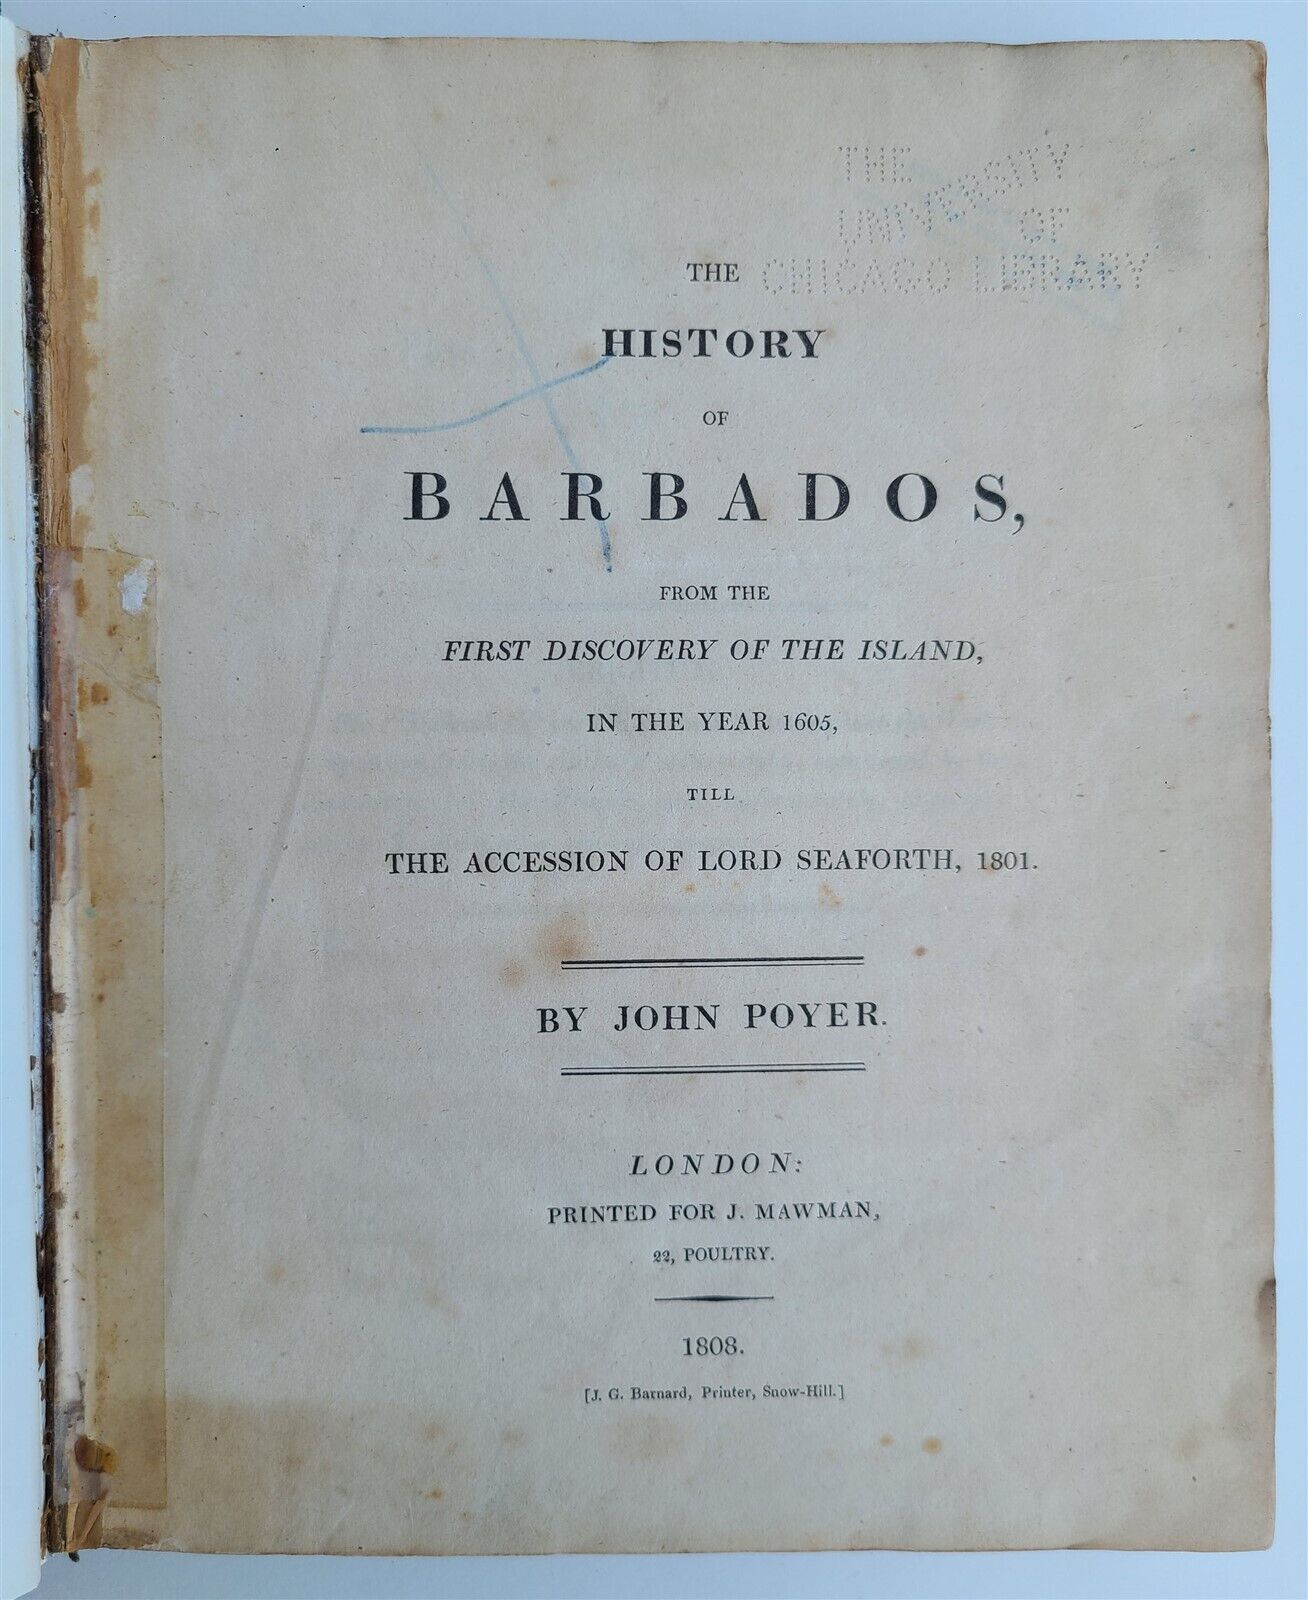 THE
UNIVERSITY
OF
CHICAGO LIBRARY
THE
HISTORY
OF
BARBADOS,
FROM THE
FIRST DISCOVERY OF THE ISLAND,
IN THE YEAR 1605,
TILL
THE ACCESSION OF LORD SEAFORTH, 1801.
BY JOHN POYER.
LONDON:
PRINTED FOR J. MAWMAN,
22, POULTRY.
1808.
[J. G. Barnard, Printer, Snow-Hill.]